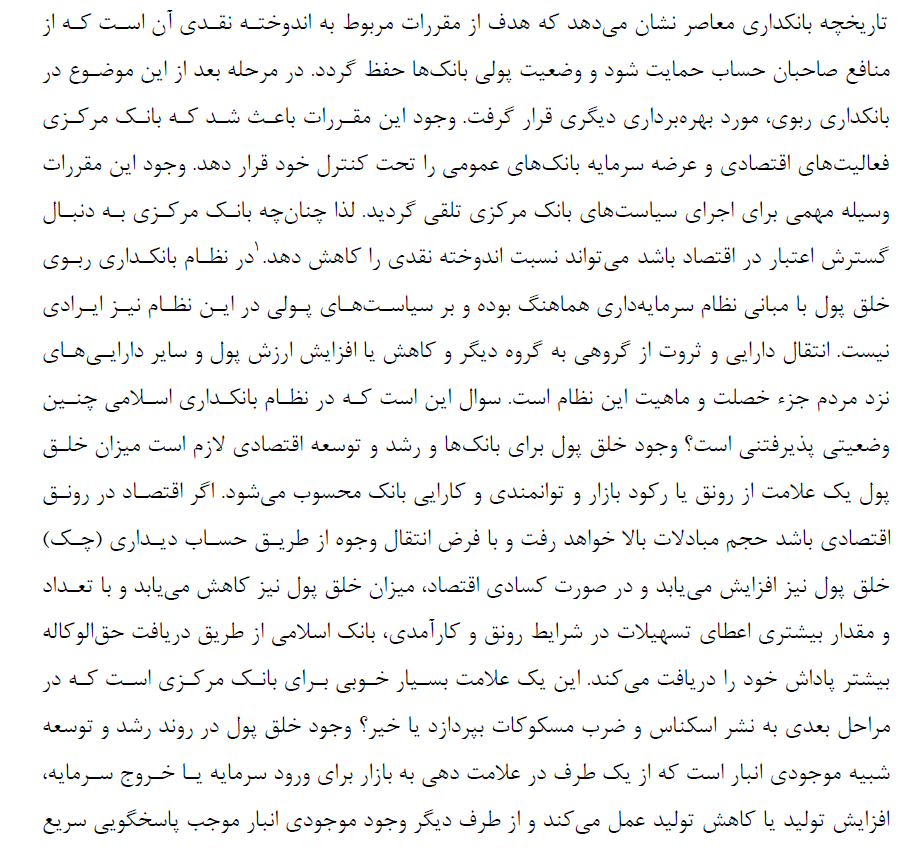 تاریخچه بانکداری معاصر نشان می‌دهد که هدف از مقررات مربوط به اندوخته نقدی آن است که از
منافع صاحبان حساب حمایت شود و وضعیت پولی بانک‌ها حفظ گردد. در مرحله بعد از این موضوع در
بانکداری ربوی، مورد بهره‌برداری دیگری قرار گرفت. وجود این مقررات باعث شد که بانک مرکزی
فعالیت‌های اقتصادی و عرضه سرمایه بانک‌های عمومی را تحت کنترل خود قرار دهد. وجود این مقررات
وسیله مهمی برای اجرای سیاست‌های بانک مرکزی تلقی گردید. لذا چنان‌چه بانک مرکزی به دنبال
گسترش اعتبار در اقتصاد باشد می‌تواند نسبت اندوخته نقدی را کاهش دهد.۱ در نظام بانکداری ربوی
خلق پول با مبانی نظام سرمایه‌داری هماهنگ بوده و بر سیاست‌های پولی در این نظام نیز ایرادی
نیست. انتقال دارایی و ثروت از گروهی به گروه دیگر و کاهش یا افزایش ارزش پول و سایر دارایی‌های
نزد مردم جزء خصلت و ماهیت این نظام است. سوال این است که در نظام بانکداری اسلامی چنین
وضعیتی پذیرفتنی است؟ وجود خلق پول برای بانک‌ها و رشد و توسعه اقتصادی لازم است میزان خلق
پول یک علامت از رونق یا رکود بازار و توانمندی و کارایی بانک محسوب می‌شود. اگر اقتصاد در رونق
اقتصادی باشد حجم مبادلات بالا خواهد رفت و با فرض انتقال وجوه از طریق حساب دیداری (چک)
خلق پول نیز افزایش می‌یابد و در صورت کسادی اقتصاد، میزان خلق پول نیز کاهش می‌یابد و با تعداد
و مقدار بیشتری اعطای تسهیلات در شرایط رونق و کارآمدی، بانک اسلامی از طریق دریافت حق‌الوکاله
بیشتر پاداش خود را دریافت می‌کند. این یک علامت بسیار خوبی برای بانک مرکزی است که در
مراحل بعدی به نشر اسکناس و ضرب مسکوکات بپردازد یا خیر؟ وجود خلق پول در روند رشد و توسعه
شبیه موجودی انبار است که از یک طرف در علامت دهی به بازار برای ورود سرمایه یا خروج سرمایه،
افزایش تولید یا کاهش تولید عمل می‌کند و از طرف دیگر وجود موجودی انبار موجب پاسخگویی سریع